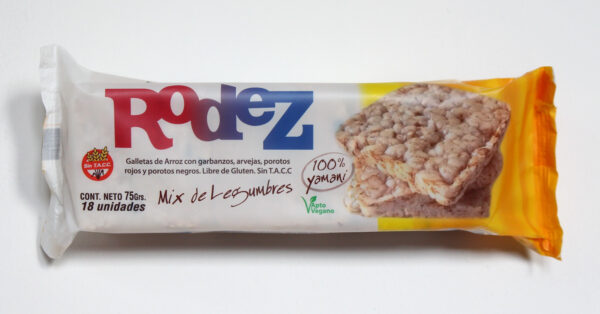 RodeZ
Galletas de Arroz con garbanzos, arvejas, porotos
rojos y porotos negros. Libre de Gluten. Sin T.A.C.C
Sin T.A.C.C.
CONT. NETO 75Grs.
18 unidades
Mix de Legumbres
100%
yamani
Apto
Vegano